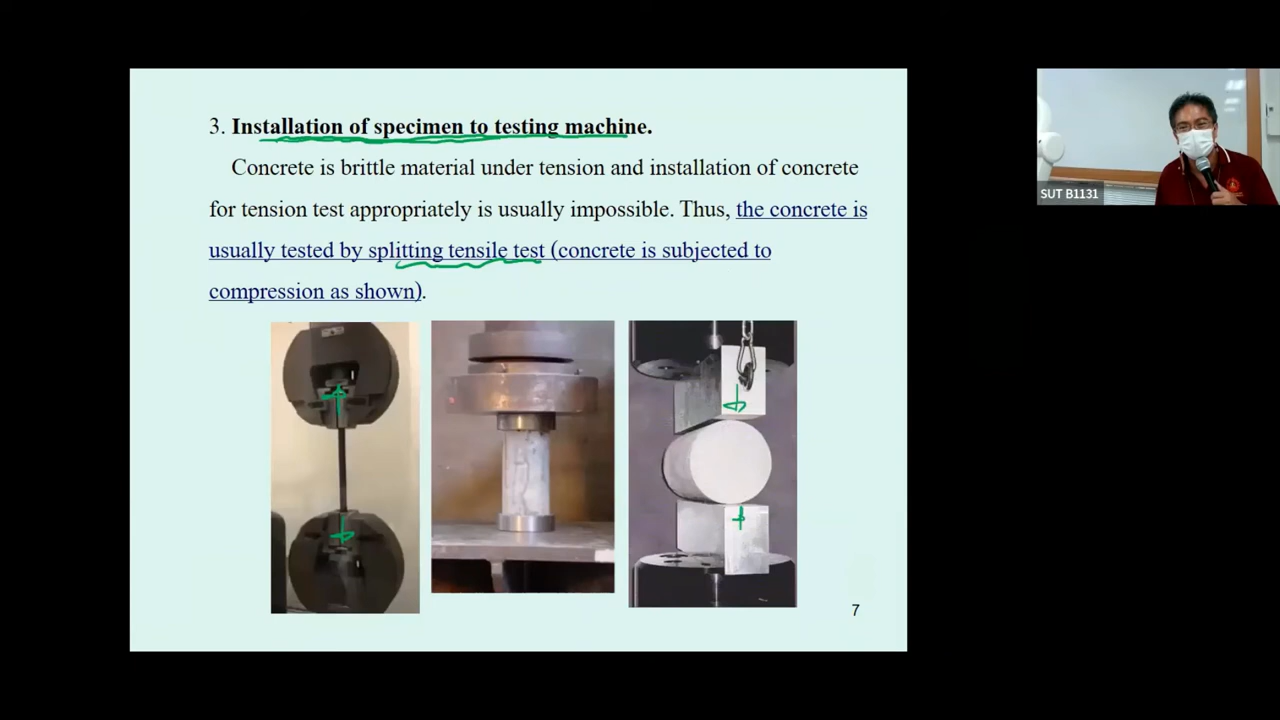 3. Installation of specimen to testing machine.
Concrete is brittle material under tension and installation of concrete
for tension test appropriately is usually impossible. Thus, the concrete is
usually tested by splitting tensile test (concrete is subjected to
compression as shown).
7
SUT B1131